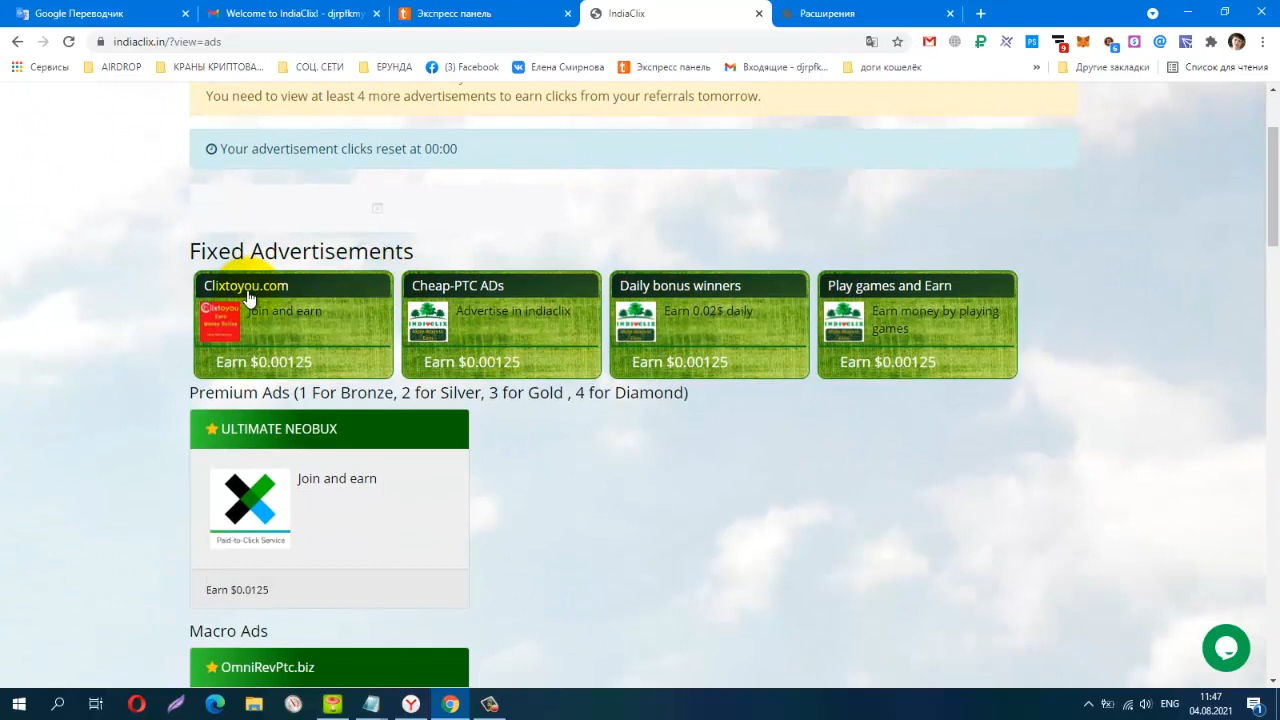 Google Переводчик
Welcome to IndiaClix! - djrpfkmy
Экспресс панель
IndiaClix
Расширения
indiaclix.in/?view=ads
Сервисы
AIRDROP
КРАНЫ КРИПТОВА...
СОЦ. СЕТИ
ЕРУНДА
(3) Facebook
Елена Смирнова
Экспресс панель
Входящие - djrpfk...
доги кошелёк
»
Другие закладки
Список для чтения
You need to view at least 4 more advertisements to earn clicks from your referrals tomorrow.
Your advertisement clicks reset at 00:00
Fixed Advertisements
Clixtoyou.com
Join and earn
Earn $0.00125
Cheap-PTC ADs
Advertise in indiaclix
Earn $0.00125
Daily bonus winners
Earn 0.02$ daily
Earn $0.00125
Play games and Earn
Earn money by playing
games
Earn $0.00125
Premium Ads (1 For Bronze, 2 for Silver, 3 for Gold , 4 for Diamond)
ULTIMATE NEOBUX
Join and earn
Paid-to-Click Service
Earn $0.0125
Macro Ads
OmniRevPtc.biz
ENG
11:47
04.08.2021